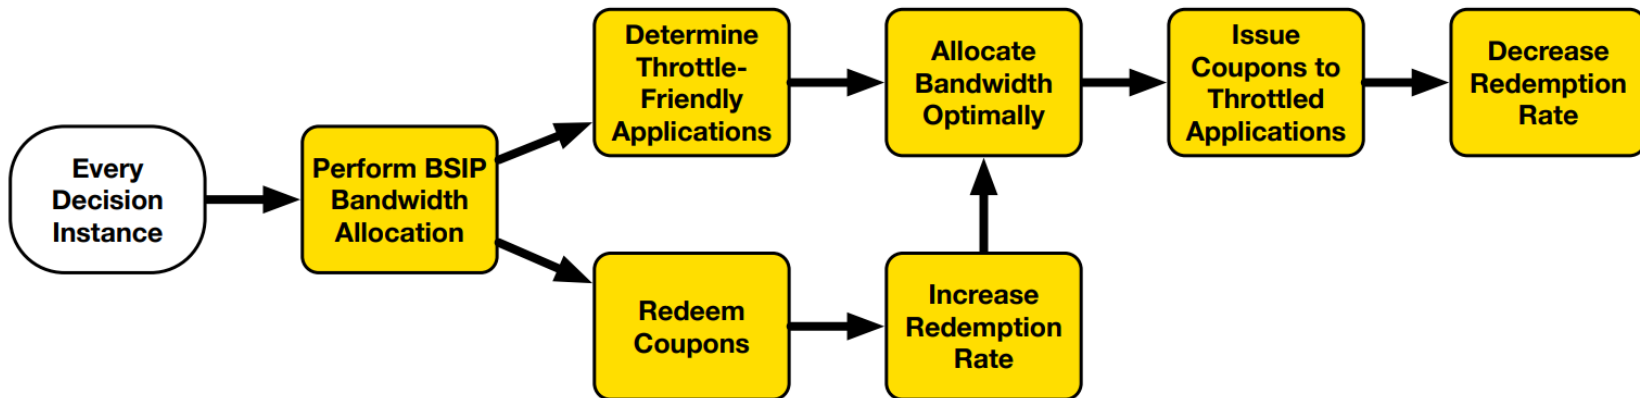 Every
Decision
Instance
Perform BSIP
Bandwidth
Allocation
Determine
Throttle-
Friendly
Applications
Allocate
Bandwidth
Optimally
Issue
Coupons to
Throttled
Applications
Decrease
Redemption
Rate
Redeem
Coupons
Increase
Redemption
Rate